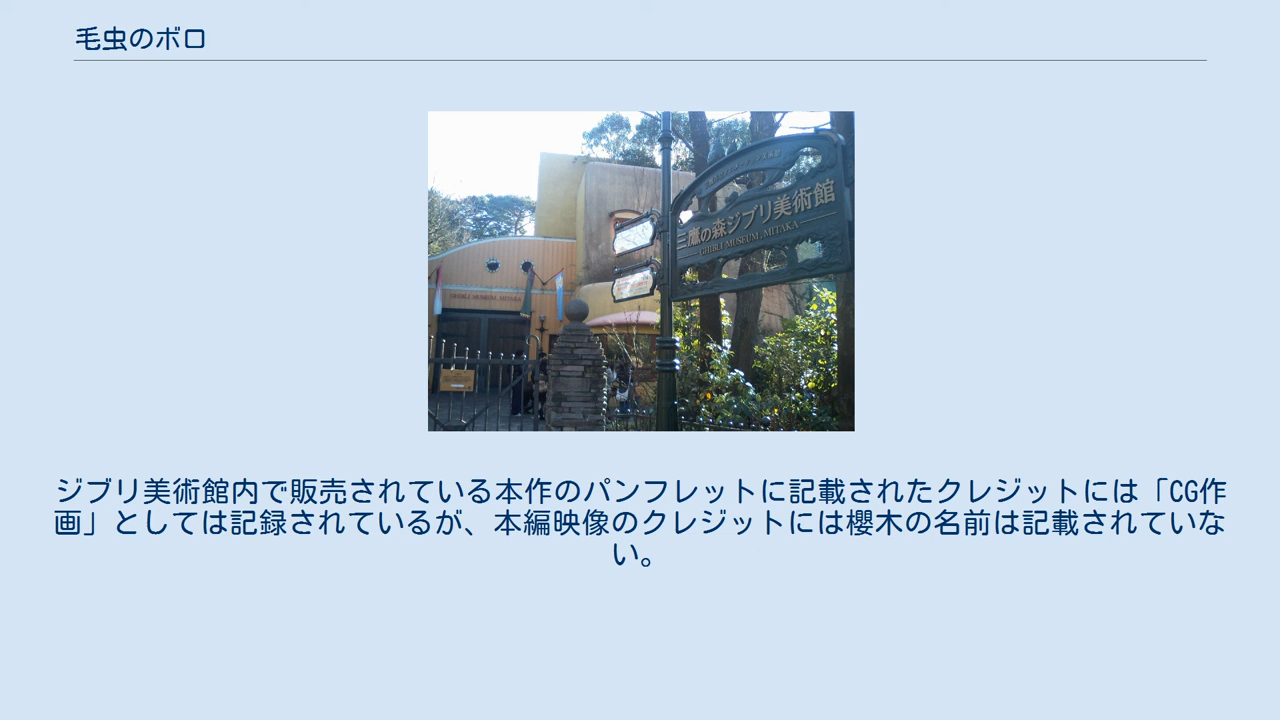 毛虫のボロ
三鷹の森ジブリ美術館
GHIBLI MUSEUM, MITAKA
GHIBLI MUSEUM, MITAKA
ジブリ美術館内で販売されている本作のパンフレットに記載されたクレジットには「CG作
画」としては記録されているが、本編映像のクレジットには櫻木の名前は記載されていな
い。